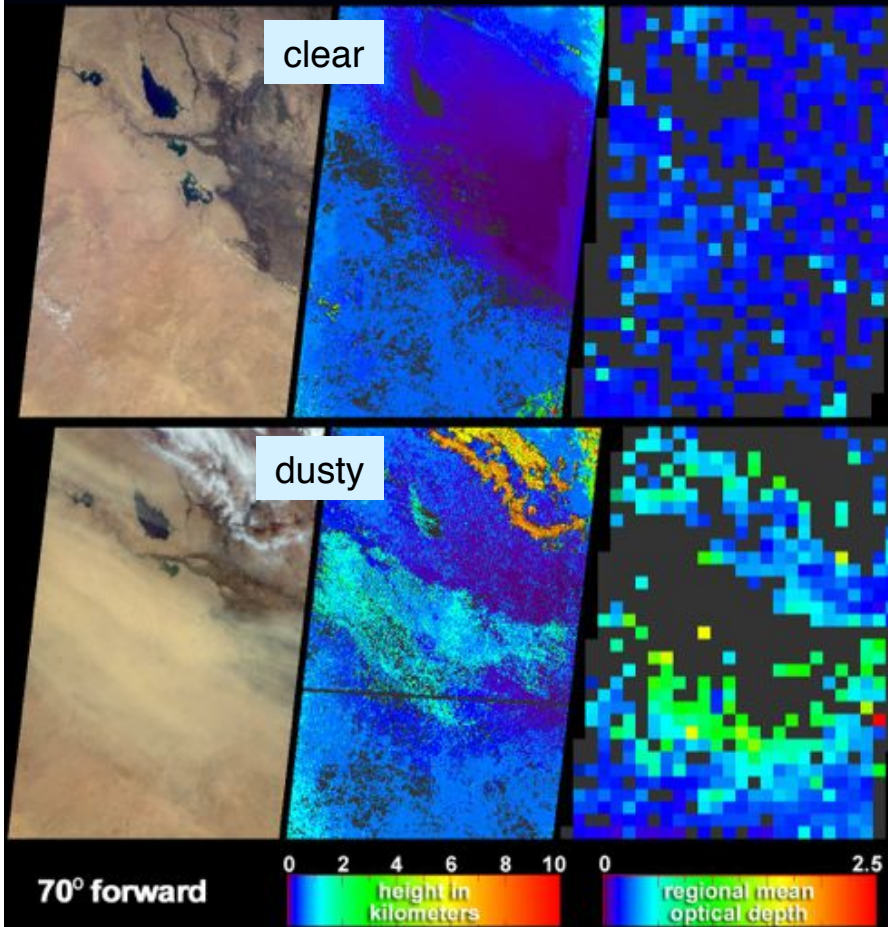 clear
dusty
70° forward
0 2 4 6 8 10
height in
kilometers
0 2.5
regional mean
optical depth